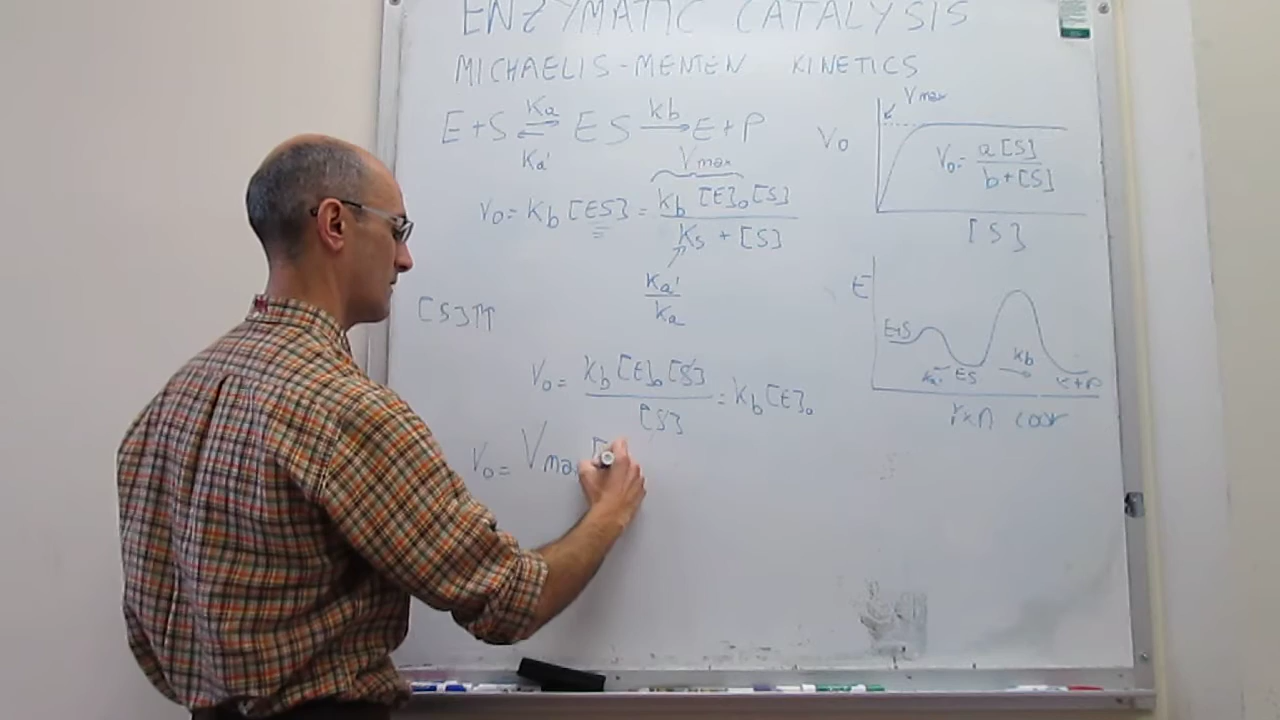 ENZYMATIC CATALYSIS
MICHAELIS-MENTEN KINETICS
E+S ⇌ ES → E+P
Ka
kb
Ka'
Vmax
V0 = Kb [ES] = kb [E]0 [S] / Ks + [S]
Ka' / Ka
[S]↑↑
V0 = Kb [E]0 [S] / [S] = Kb [E]0
V0 = Vmax [
Vmax
V0
V0 = a [S] / b + [S]
[S]
E
E+S
Ka'
ES
kb
E+P
rxn coor